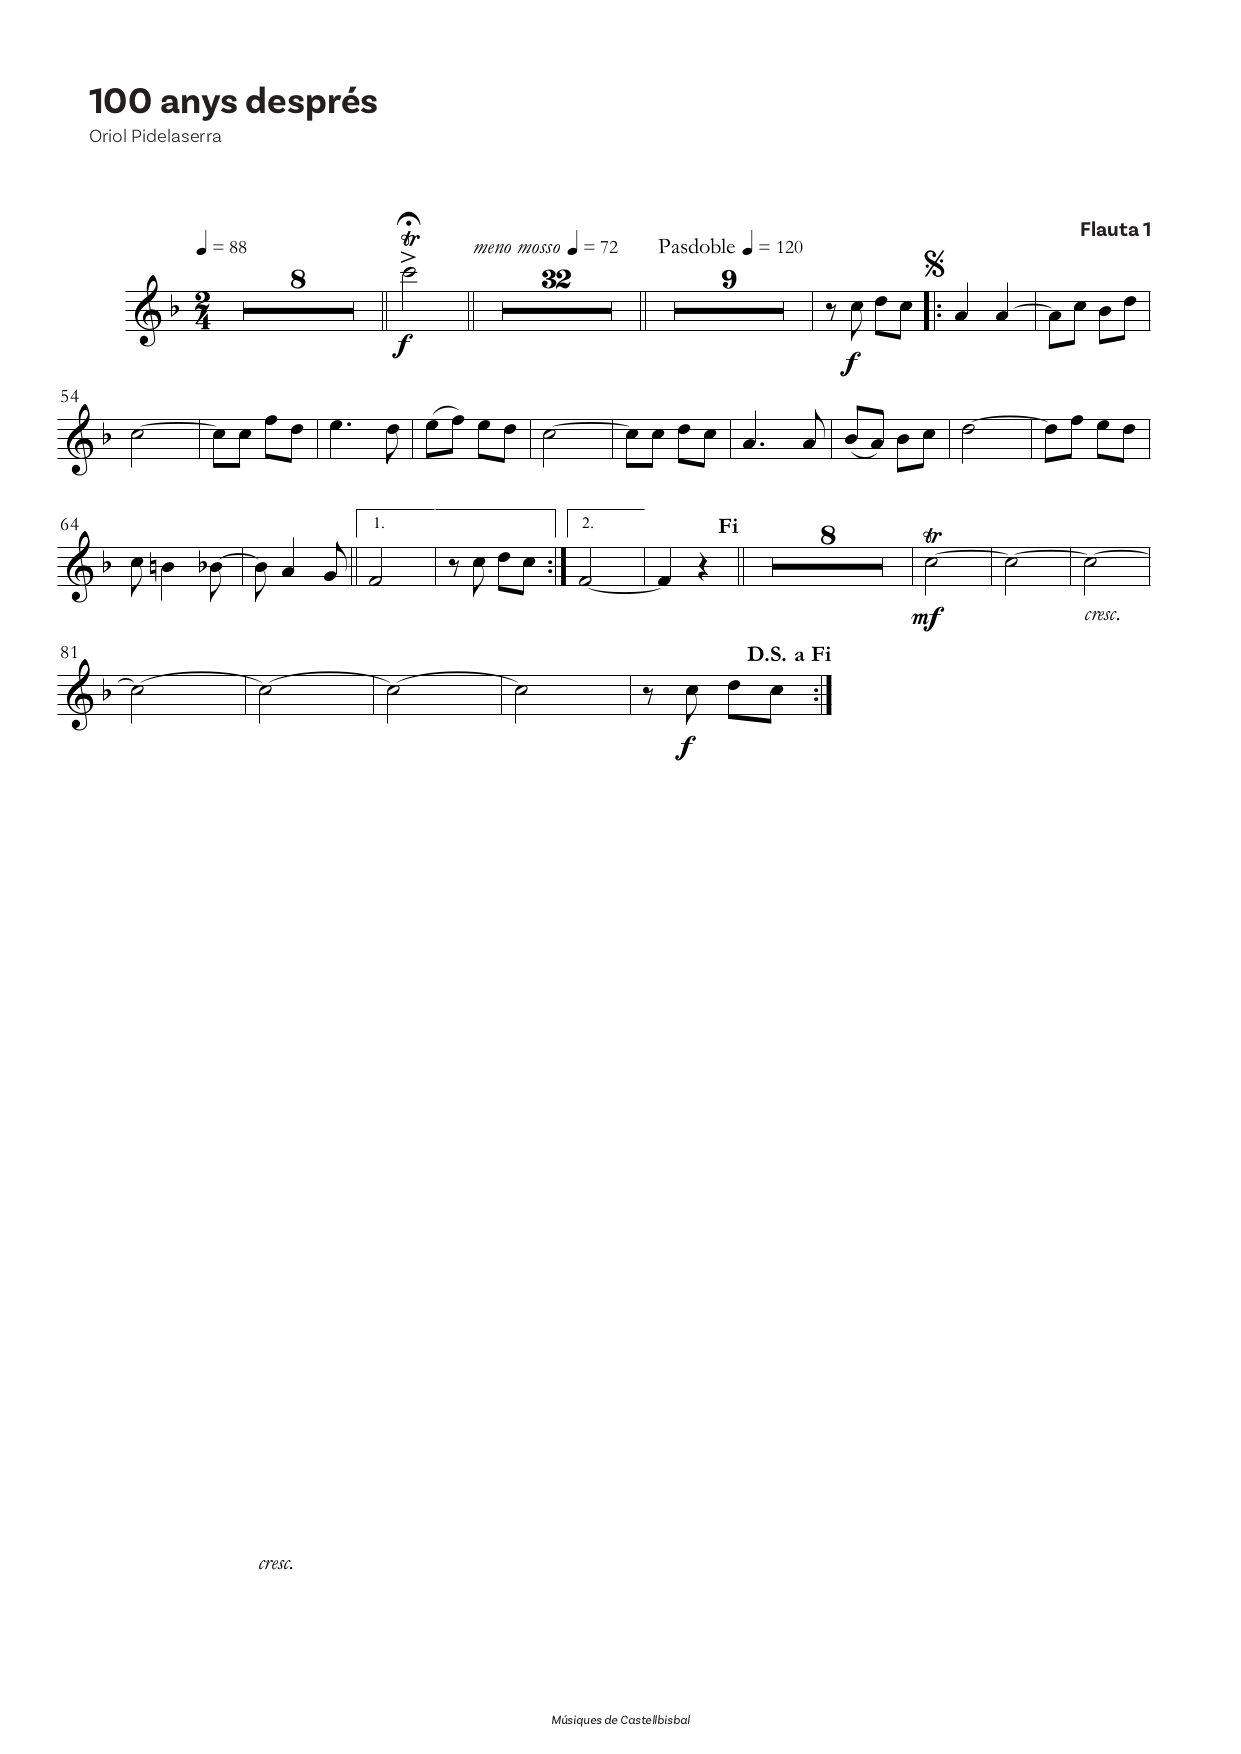 100 anys després
Oriol Pidelaserra
Flauta 1
= 88
tr
meno mosso = 72
Pasdoble = 120
8
32
9
2
4
f
f
54
64
1.
2.
Fi
8
tr
mf
cresc.
81
D.S. a Fi
f
cresc.
Músiques de Castellbisbal